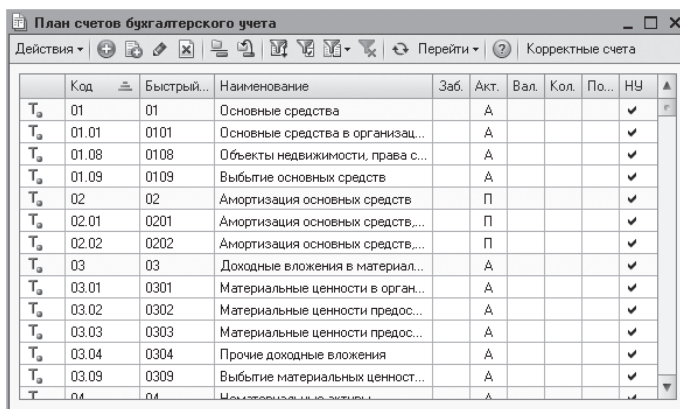 План счетов бухгалтерского учета
Действия Перейти Корректные счета
Код Быстрый... Наименование Заб. Акт. Вал. Кол. По... НУ
01 01 Основные средства А
01.01 0101 Основные средства в организац... А
01.08 0108 Объекты недвижимости, права с... А
01.09 0109 Выбытие основных средств А
02 02 Амортизация основных средств П
02.01 0201 Амортизация основных средств,... П
02.02 0202 Амортизация основных средств,... П
03 03 Доходные вложения в материал... А
03.01 0301 Материальные ценности в орган... А
03.02 0302 Материальные ценности предос... А
03.03 0303 Материальные ценности предос... А
03.04 0304 Прочие доходные вложения А
03.09 0309 Выбытие материальных ценност... А
04 04 Нематериальные активы А